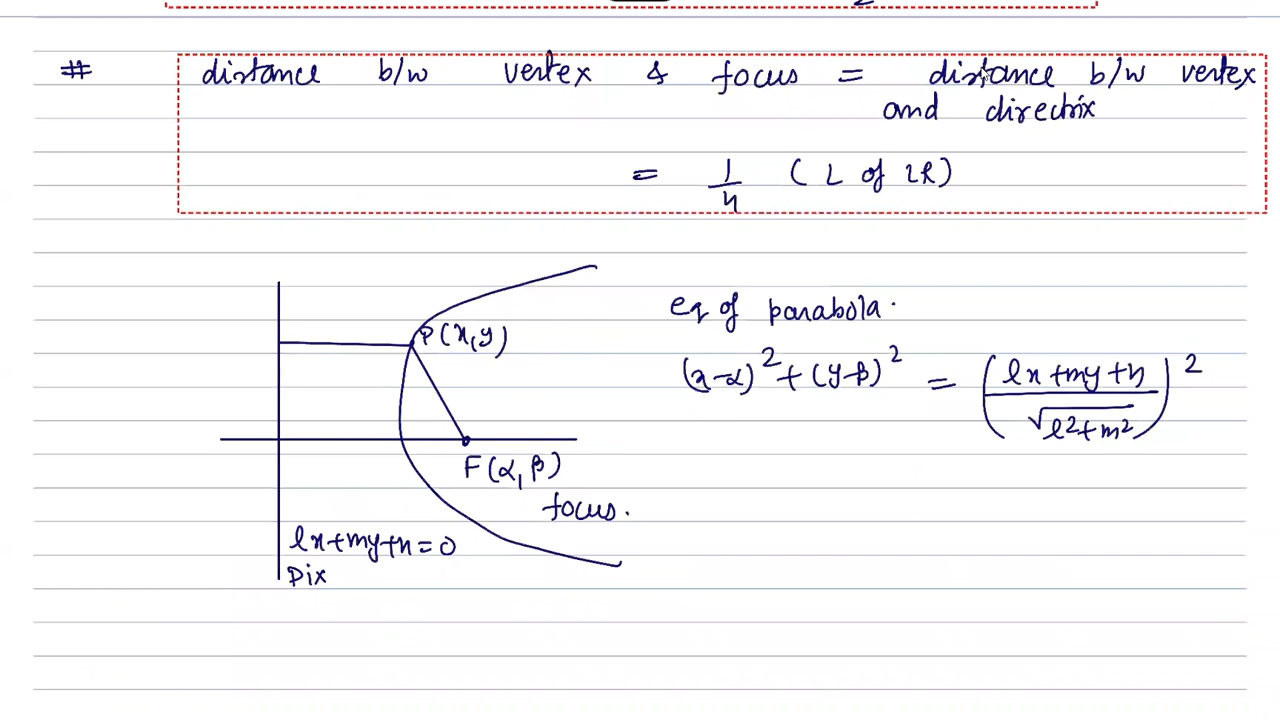 # distance b/w vertex & focus = distance b/w vertex
and directrix
= 1/4 (L of LR)
eq of parabola.
P(x,y)
(x-α)² + (y-β)² = (lx+my+n / √l²+m²)²
F(α,β)
focus.
lx+my+n=0
Dix